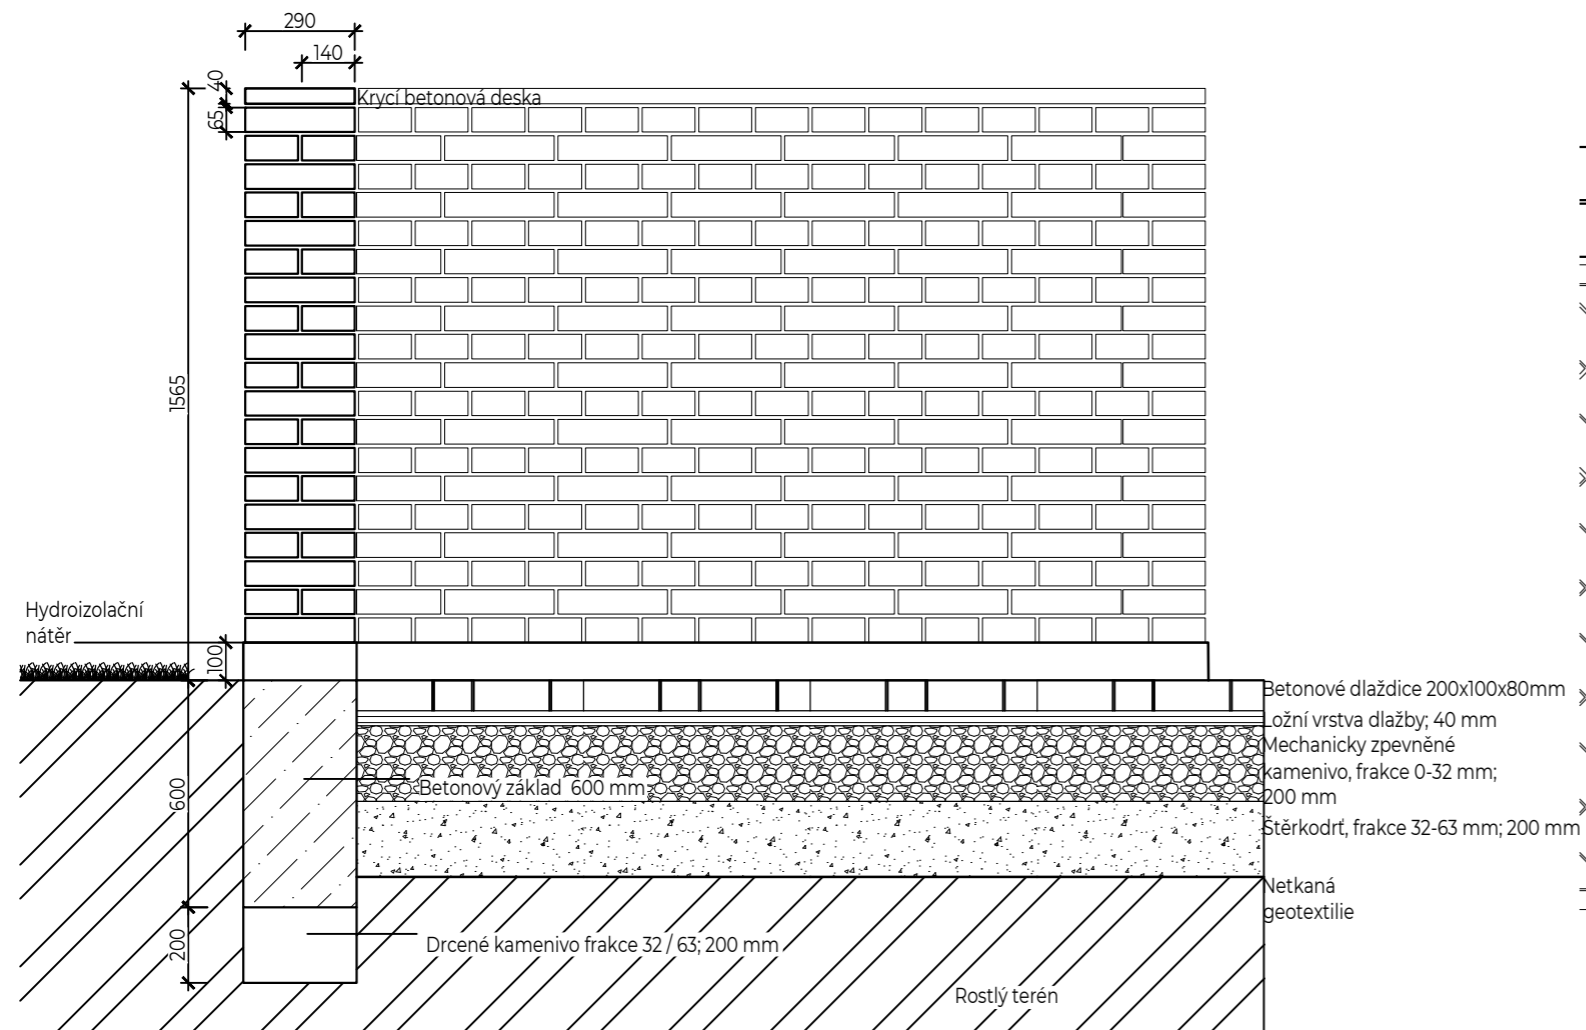 290
140
40
Krycí betonová deska
65
1565
Hydroizolační
nátěr
100
Betonové dlaždice 200x100x80mm
Ložní vrstva dlažby; 40 mm
Mechanicky zpevněné
kamenivo, frakce 0-32 mm;
200 mm
600
Betonový základ 600 mm
Štěrkodrť, frakce 32-63 mm; 200 mm
Netkaná
geotextilie
200
Drcené kamenivo frakce 32 / 63; 200 mm
Rostlý terén